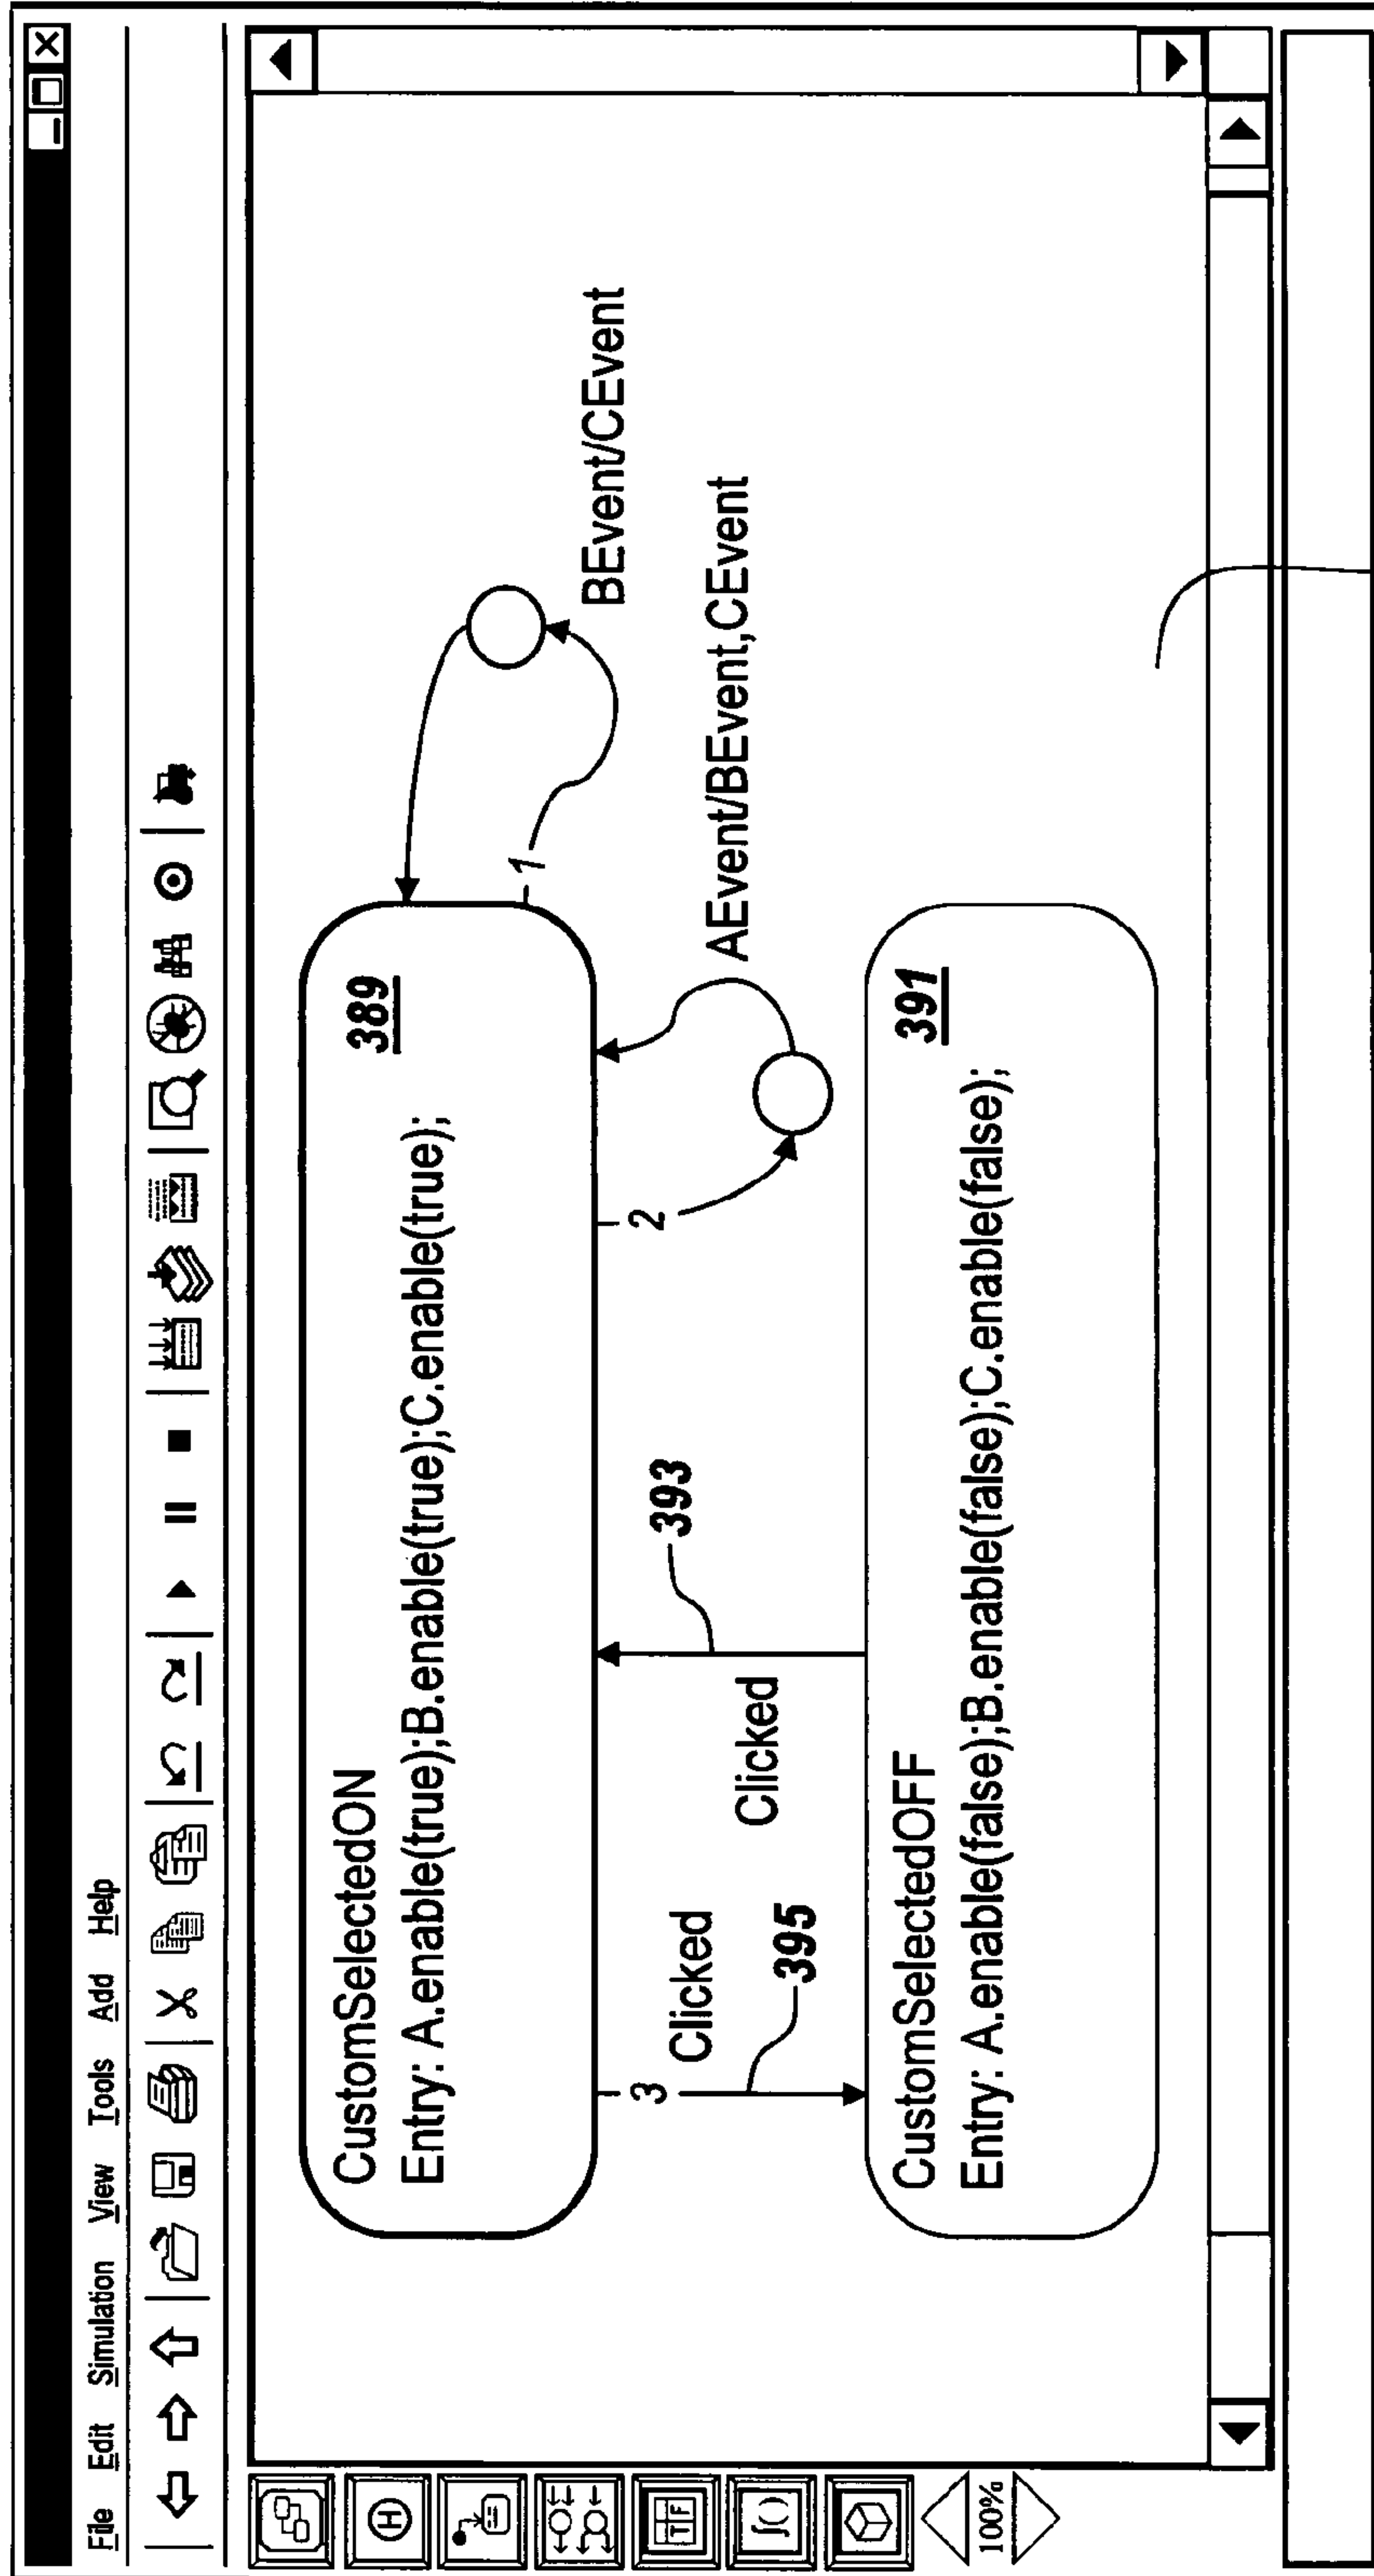 File Edit Simulation View Tools Add Help
H
T F
∫()
100%
CustomSelectedON
389
Entry: A.enable(true);B.enable(true);C.enable(true);
1
BEvent/CEvent
2
AEvent/BEvent,CEvent
3
Clicked
395
Clicked
393
CustomSelectedOFF
391
Entry: A.enable(false);B.enable(false);C.enable(false);